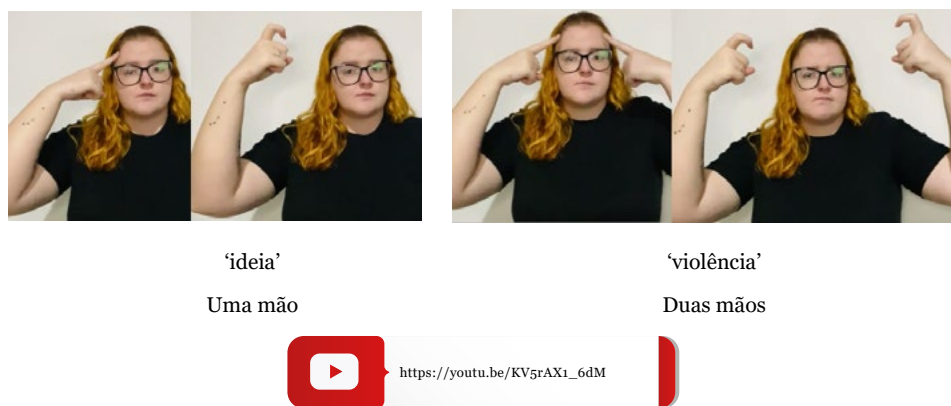 ‘ideia’
‘violência’
Uma mão
Duas mãos
https://youtu.be/KV5rAX1_6dM